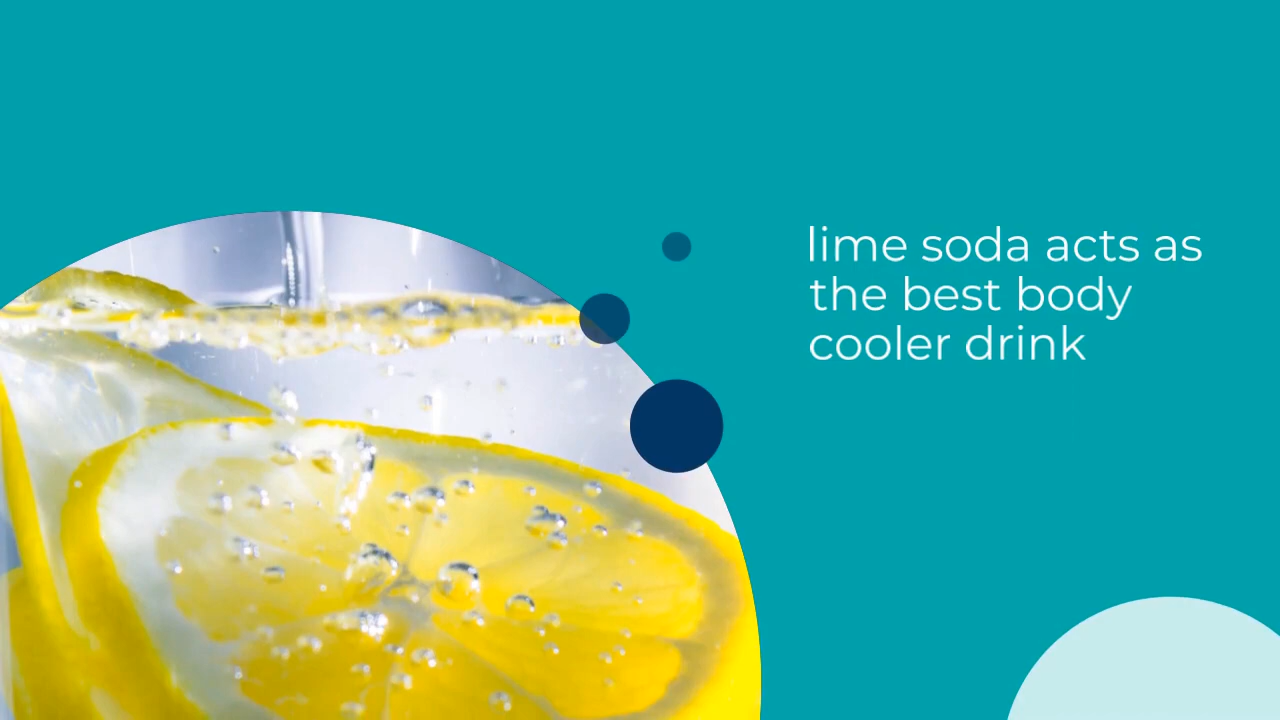 lime soda acts as
the best body
cooler drink